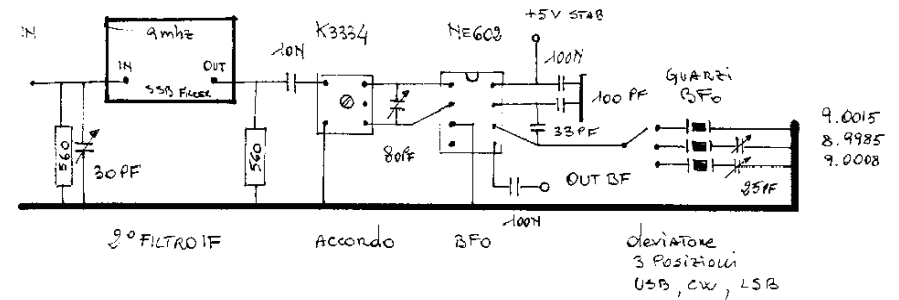 +5V STAB
IN
9mhz
K3334
NE602
100N
10N
IN
OUT
SSB FILTER
GUARZI
BFO
100 PF
9.0015
33PF
8.9985
560
30PF
560
80PF
9.0008
OUT BF
25PF
100N
2° FILTRO IF
ACCORDO
BFO
deviatore
3 Posizioni
USB, CW, LSB